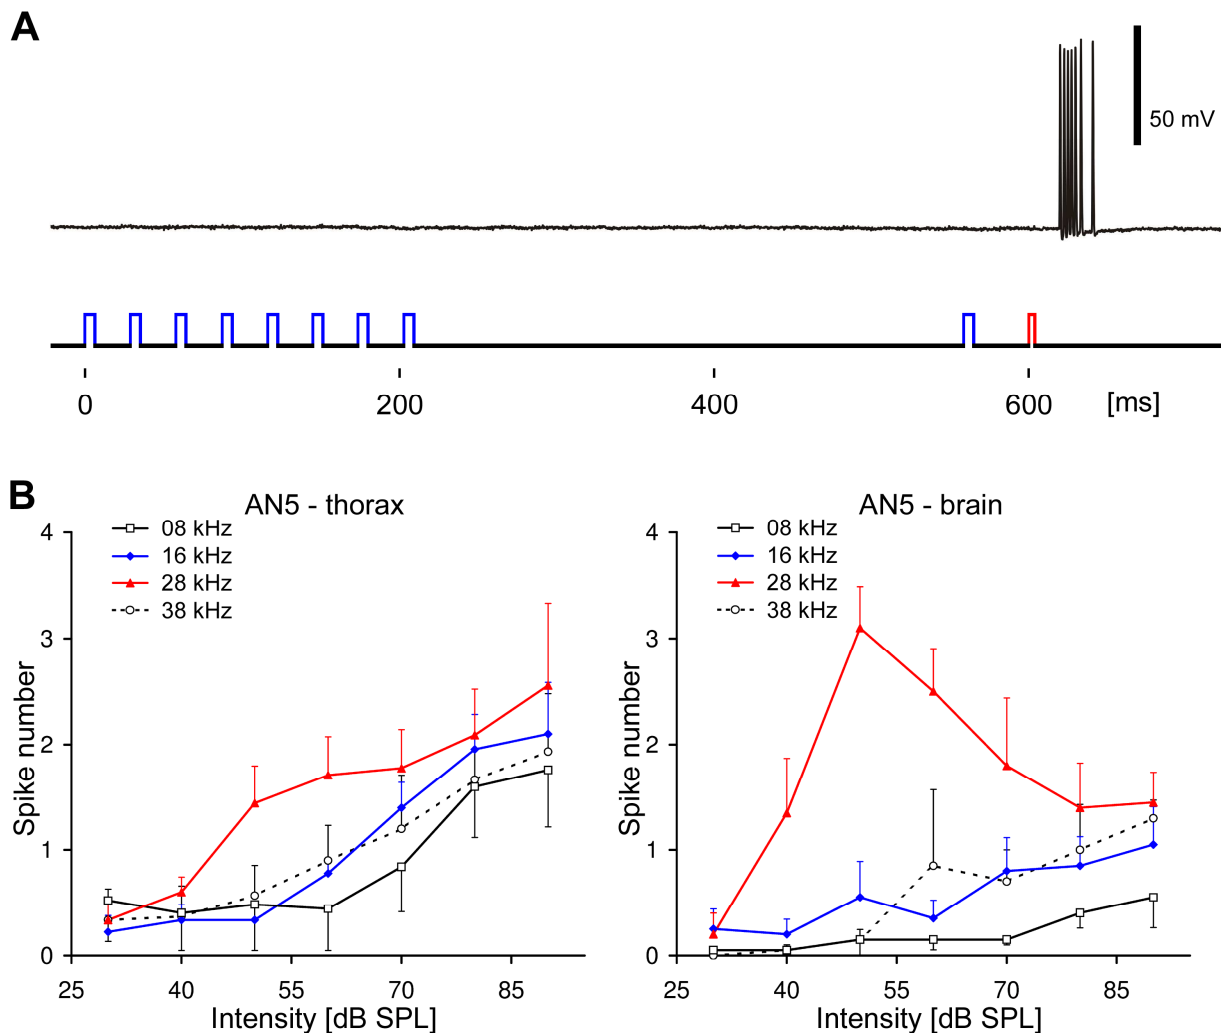 A
50 mV
0 200 400 600 [ms]
B
AN5 - thorax
08 kHz
16 kHz
28 kHz
38 kHz
4
3
2
1
0
Spike number
25 40 55 70 85
Intensity [dB SPL]
AN5 - brain
08 kHz
16 kHz
28 kHz
38 kHz
4
3
2
1
0
Spike number
25 40 55 70 85
Intensity [dB SPL]